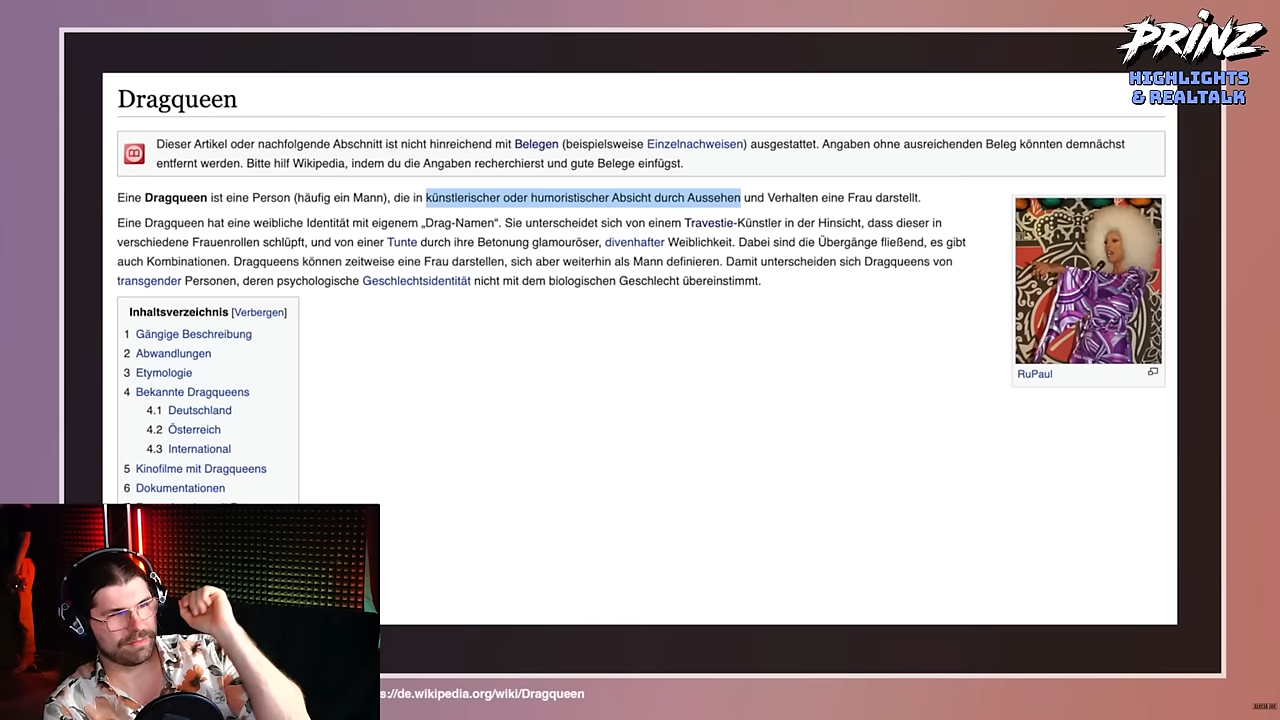 PRINZ
HIGHLIGHTS
& REALTALK
Dragqueen
Dieser Artikel oder nachfolgende Abschnitt ist nicht hinreichend mit Belegen (beispielsweise Einzelnachweisen) ausgestattet. Angaben ohne ausreichenden Beleg könnten demnächst
entfernt werden. Bitte hilf Wikipedia, indem du die Angaben recherchierst und gute Belege einfügst.
Eine Dragqueen ist eine Person (häufig ein Mann), die in künstlerischer oder humoristischer Absicht durch Aussehen und Verhalten eine Frau darstellt.
Eine Dragqueen hat eine weibliche Identität mit eigenem „Drag-Namen“. Sie unterscheidet sich von einem Travestie-Künstler in der Hinsicht, dass dieser in
verschiedene Frauenrollen schlüpft, und von einer Tunte durch ihre Betonung glamouröser, divenhafter Weiblichkeit. Dabei sind die Übergänge fließend, es gibt
auch Kombinationen. Dragqueens können zeitweise eine Frau darstellen, sich aber weiterhin als Mann definieren. Damit unterscheiden sich Dragqueens von
transgender Personen, deren psychologische Geschlechtsidentität nicht mit dem biologischen Geschlecht übereinstimmt.
RuPaul
Inhaltsverzeichnis [Verbergen]
1 Gängige Beschreibung
2 Abwandlungen
3 Etymologie
4 Bekannte Dragqueens
4.1 Deutschland
4.2 Österreich
4.3 International
5 Kinofilme mit Dragqueens
6 Dokumentationen
s://de.wikipedia.org/wiki/Dragqueen
ALICIA JOE